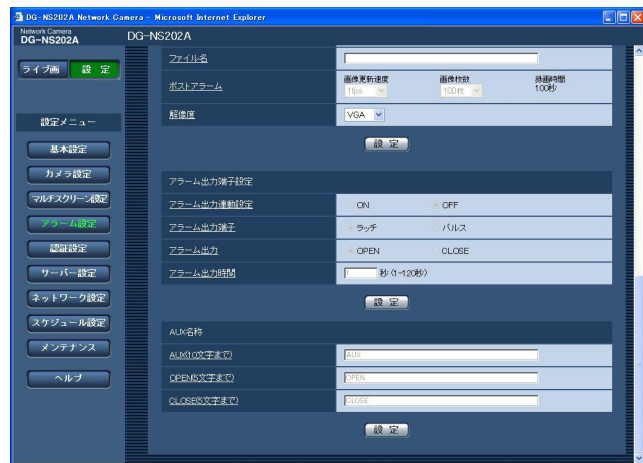 DG-NS202A Network Camera - Microsoft Internet Explorer
Network Camera
DG-NS202A
DG-NS202A
ライブ画 設 定
設定メニュー
基本設定
カメラ設定
マルチスクリーン設定
アラーム設定
認証設定
サーバー設定
ネットワーク設定
スケジュール設定
メンテナンス
ヘルプ
ファイル名
ポストアラーム 画像更新速度 画像枚数 録画時間
1fps 100枚 100秒
解像度 VGA
設 定
アラーム出力端子設定
アラーム出力連動設定 ON OFF
アラーム出力端子 ラッチ パルス
アラーム出力 OPEN CLOSE
アラーム出力時間 1 秒(1-120秒)
設 定
AUX名称
AUX(10文字まで) AUX
OPEN(5文字まで) OPEN
CLOSE(5文字まで) CLOSE
設 定